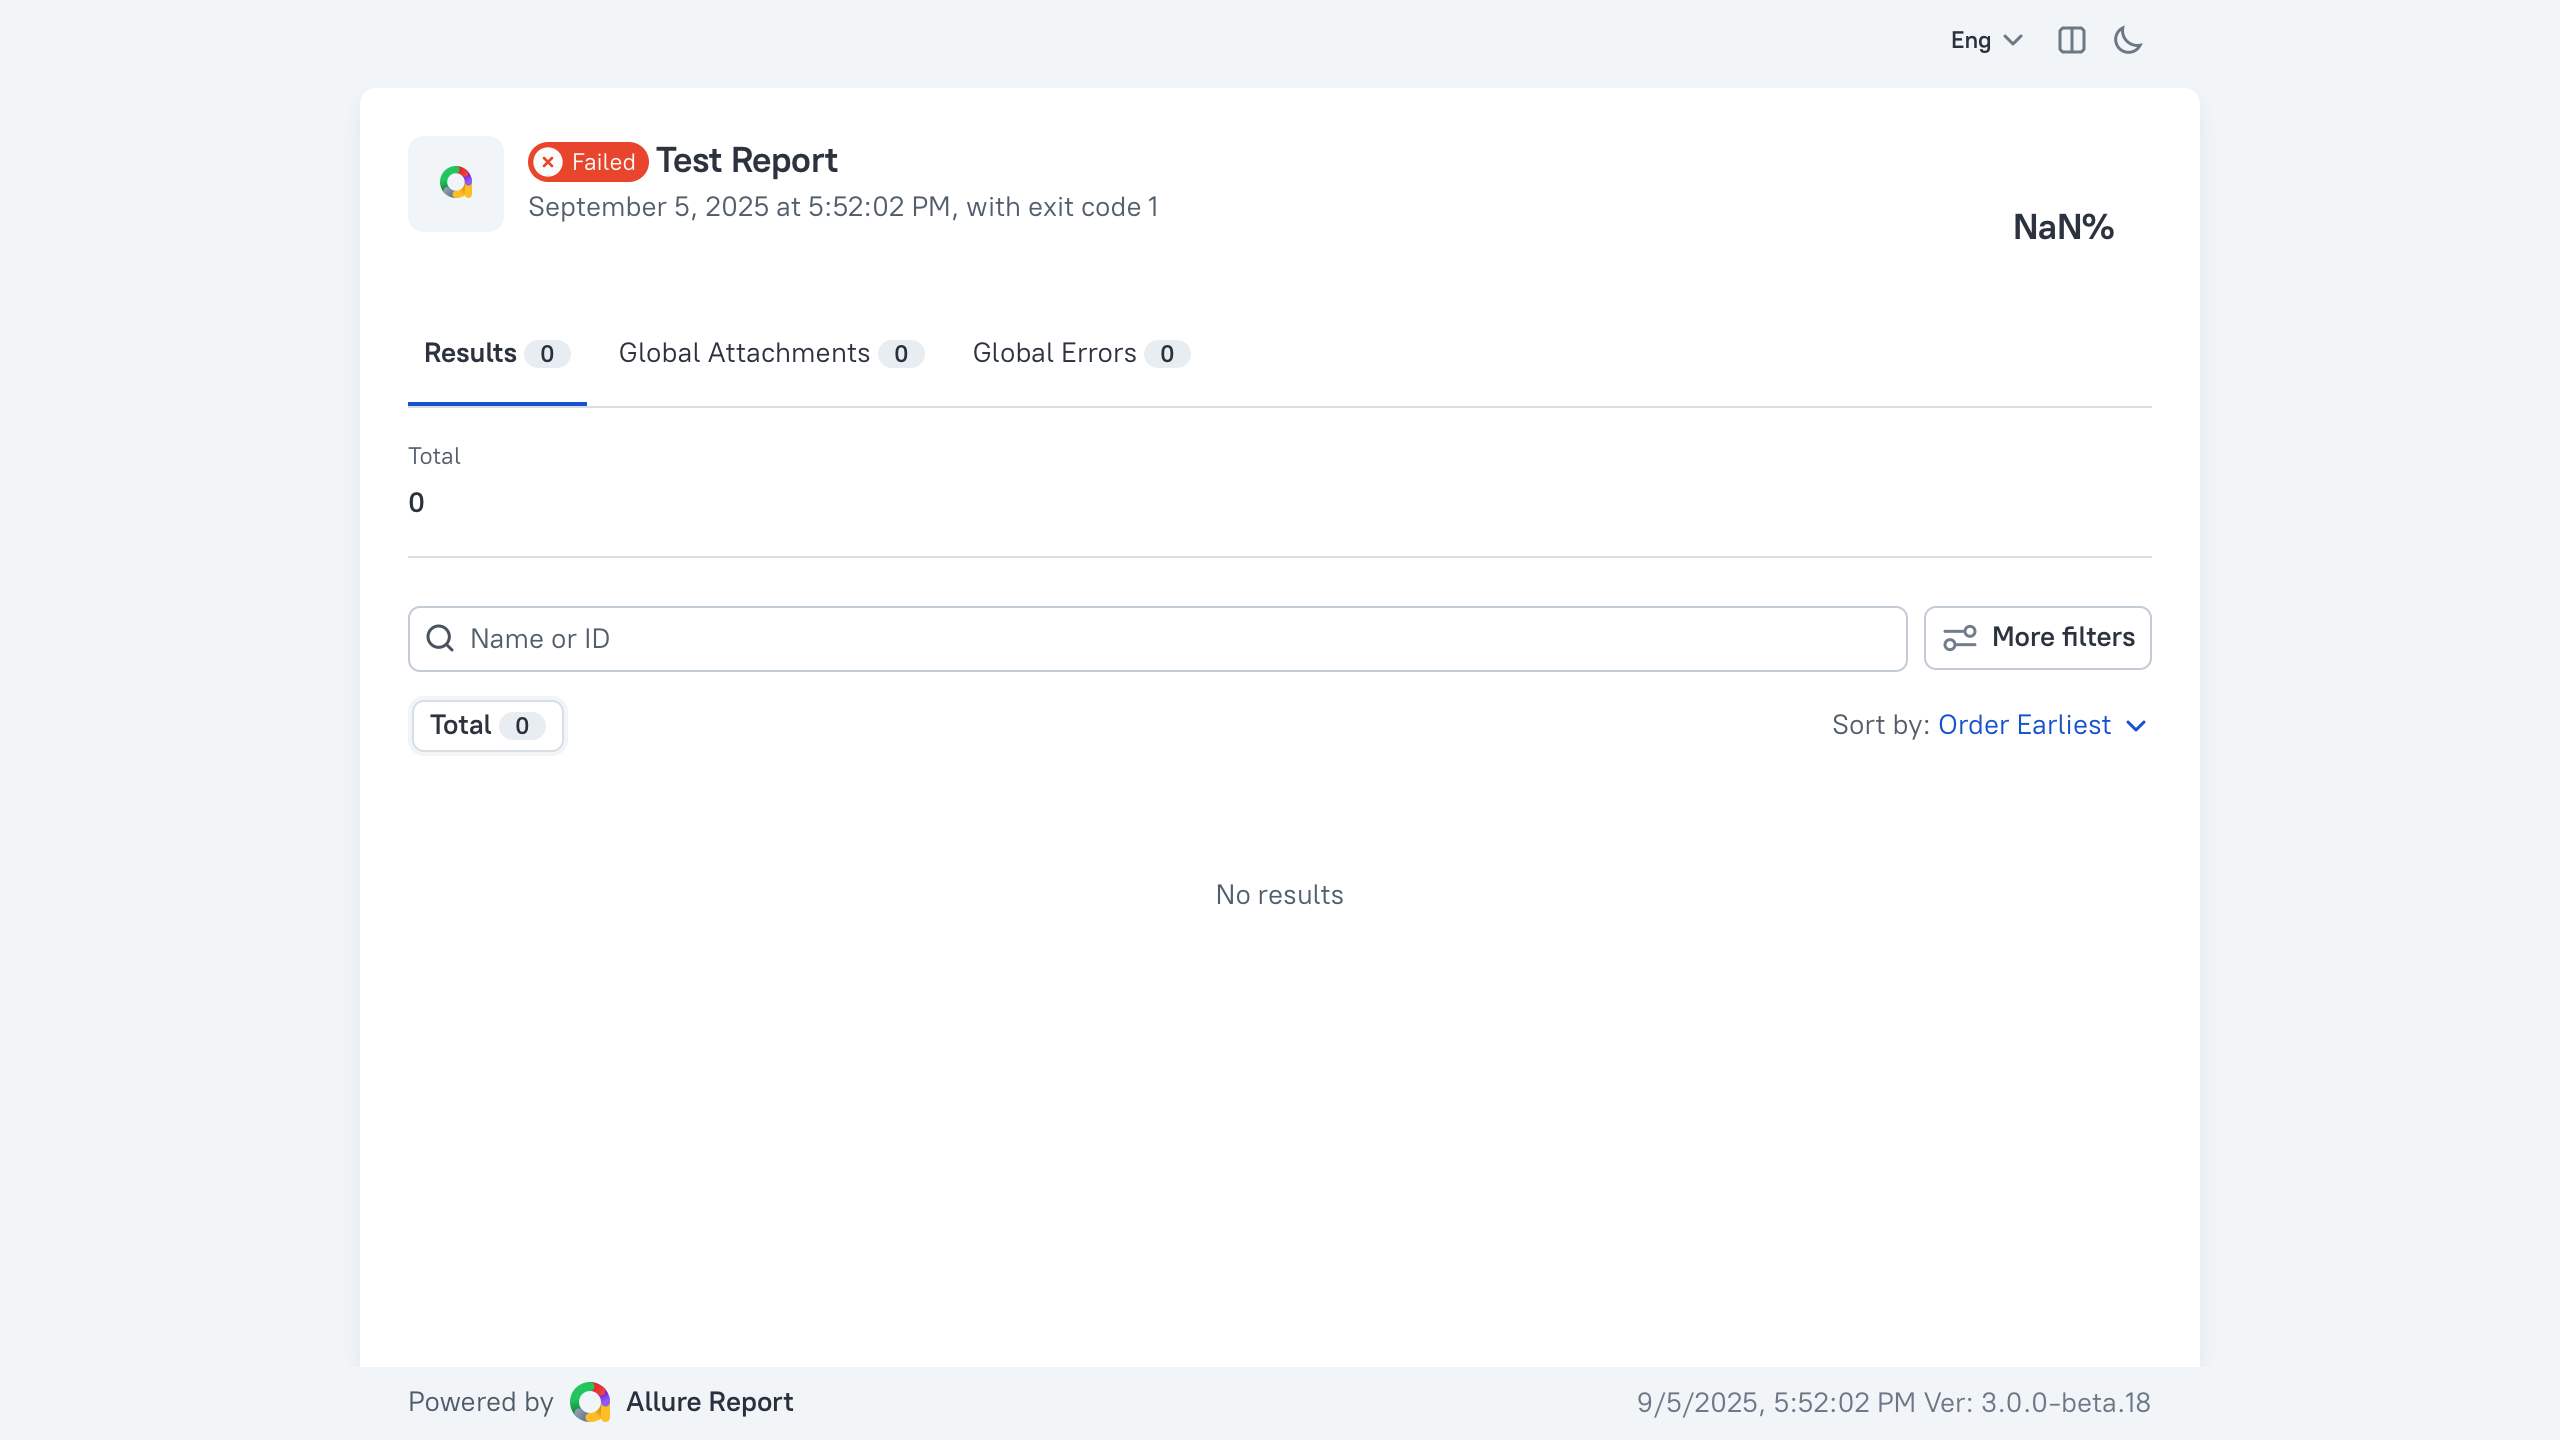 Eng
Failed Test Report
September 5, 2025 at 5:52:02 PM, with exit code 1
NaN%
Results 0 Global Attachments 0 Global Errors 0
Total
0
Name or ID More filters
Total 0 Sort by: Order Earliest
No results
Powered by Allure Report 9/5/2025, 5:52:02 PM Ver: 3.0.0-beta.18